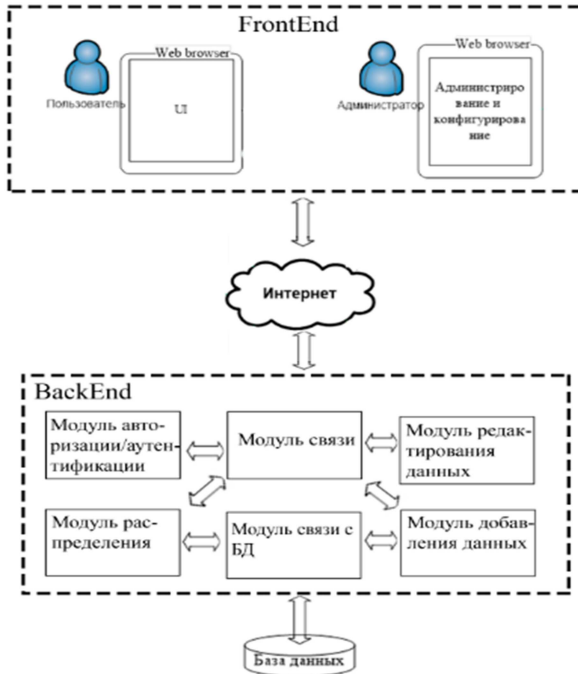 FrontEnd
Web browser
Web browser
Пользователь
UI
Администратор
Администриро
вание и
конфигурирова
ние
Интернет
BackEnd
Модуль авто-
ризации/аутен-
тификации
Модуль связи
Модуль редак-
тирования
данных
Модуль рас-
пределения
Модуль связи с
БД
Модуль добав-
ления данных
База данных